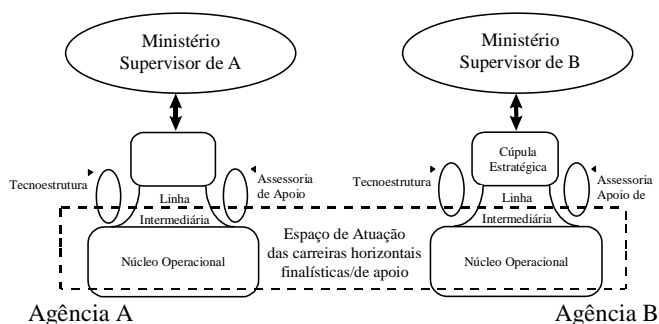 Ministério
Supervisor de A
Ministério
Supervisor de B
Cúpula
Estratégica
Tecnoestrutura
Assessoria
de Apoio
Linha
Intermediária
Núcleo Operacional
Espaço de Atuação
das carreiras horizontais
finalísticas/de apoio
Tecnoestrutura
Assessoria
Apoio de
Linha
Intermediária
Núcleo Operacional
Agência A
Agência B